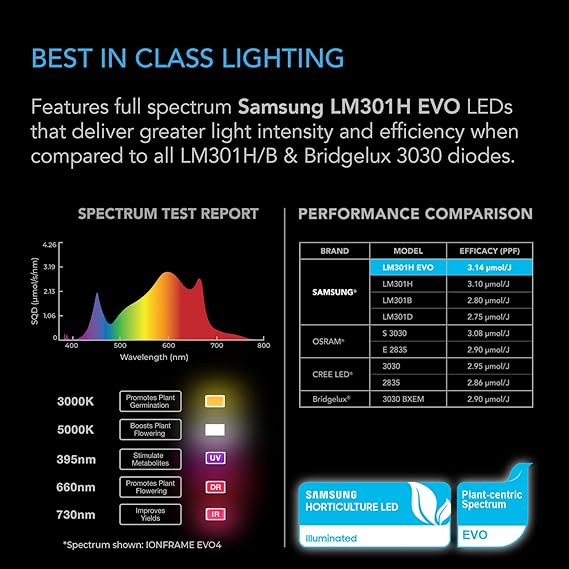 BEST IN CLASS LIGHTING
Features full spectrum Samsung LM301H EVO LEDs
that deliver greater light intensity and efficiency when
compared to all LM301H/B & Bridgelux 3030 diodes.
SPECTRUM TEST REPORT
SQD (µmol/s/nm)
4.26
3.39
2.13
1.06
0
400 500 600 700 800
Wavelength (nm)
3000K Promotes Plant
Germination
5000K Boosts Plant
Flowering
395nm Stimulate
Metabolites UV
660nm Promotes Plant
Flowering DR
730nm Improves
Yields IR
*Spectrum shown: IONFRAME EVO4
PERFORMANCE COMPARISON
BRAND MODEL EFFICACY (PPF)
SAMSUNG® LM301H EVO 3.14 µmol/J
LM301H 3.10 µmol/J
LM301B 2.80 µmol/J
LM301D 2.75 µmol/J
OSRAM® S 3030 3.08 µmol/J
E 2835 2.90 µmol/J
CREE LED® 3030 2.95 µmol/J
2835 2.86 µmol/J
Bridgelux® 3030 BXEM 2.90 µmol/J
SAMSUNG
HORTICULTURE LED
Illuminated
Plant-centric
Spectrum
EVO